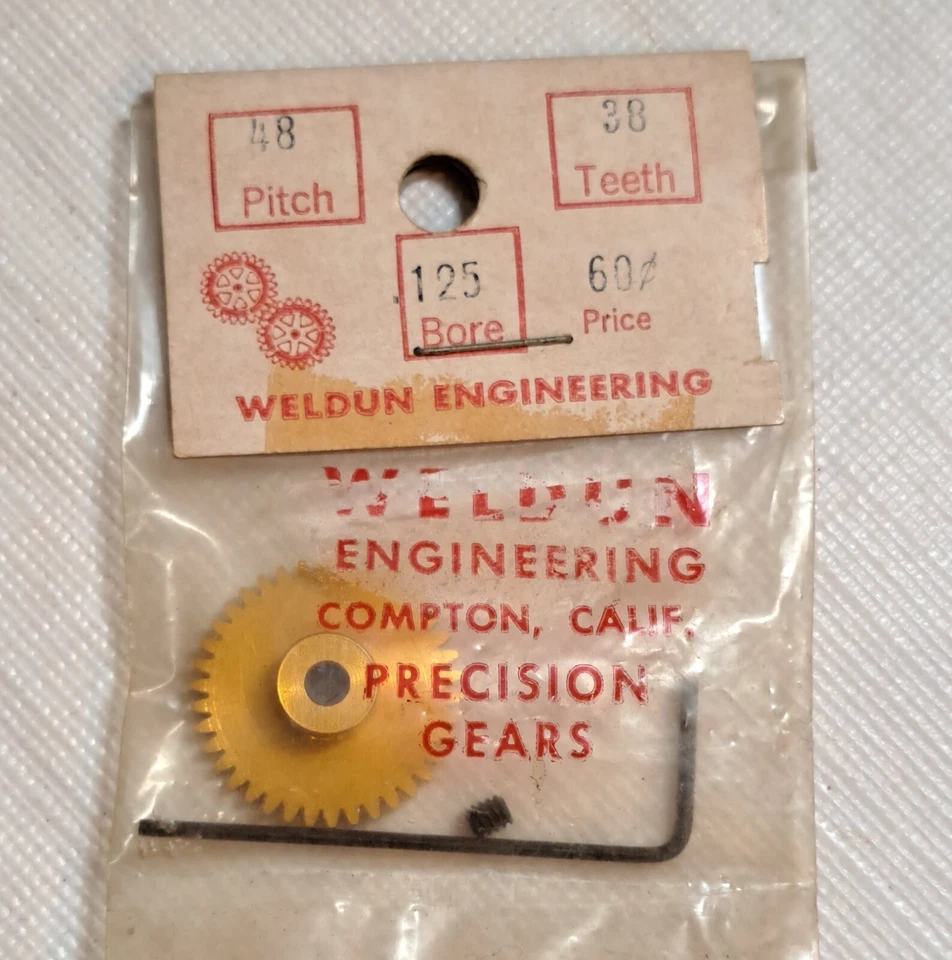 48
Pitch
38
Teeth
.125
Bore
60¢
Price
WELDUN ENGINEERING
WELDUN
ENGINEERING
COMPTON, CALIF.
PRECISION
GEARS